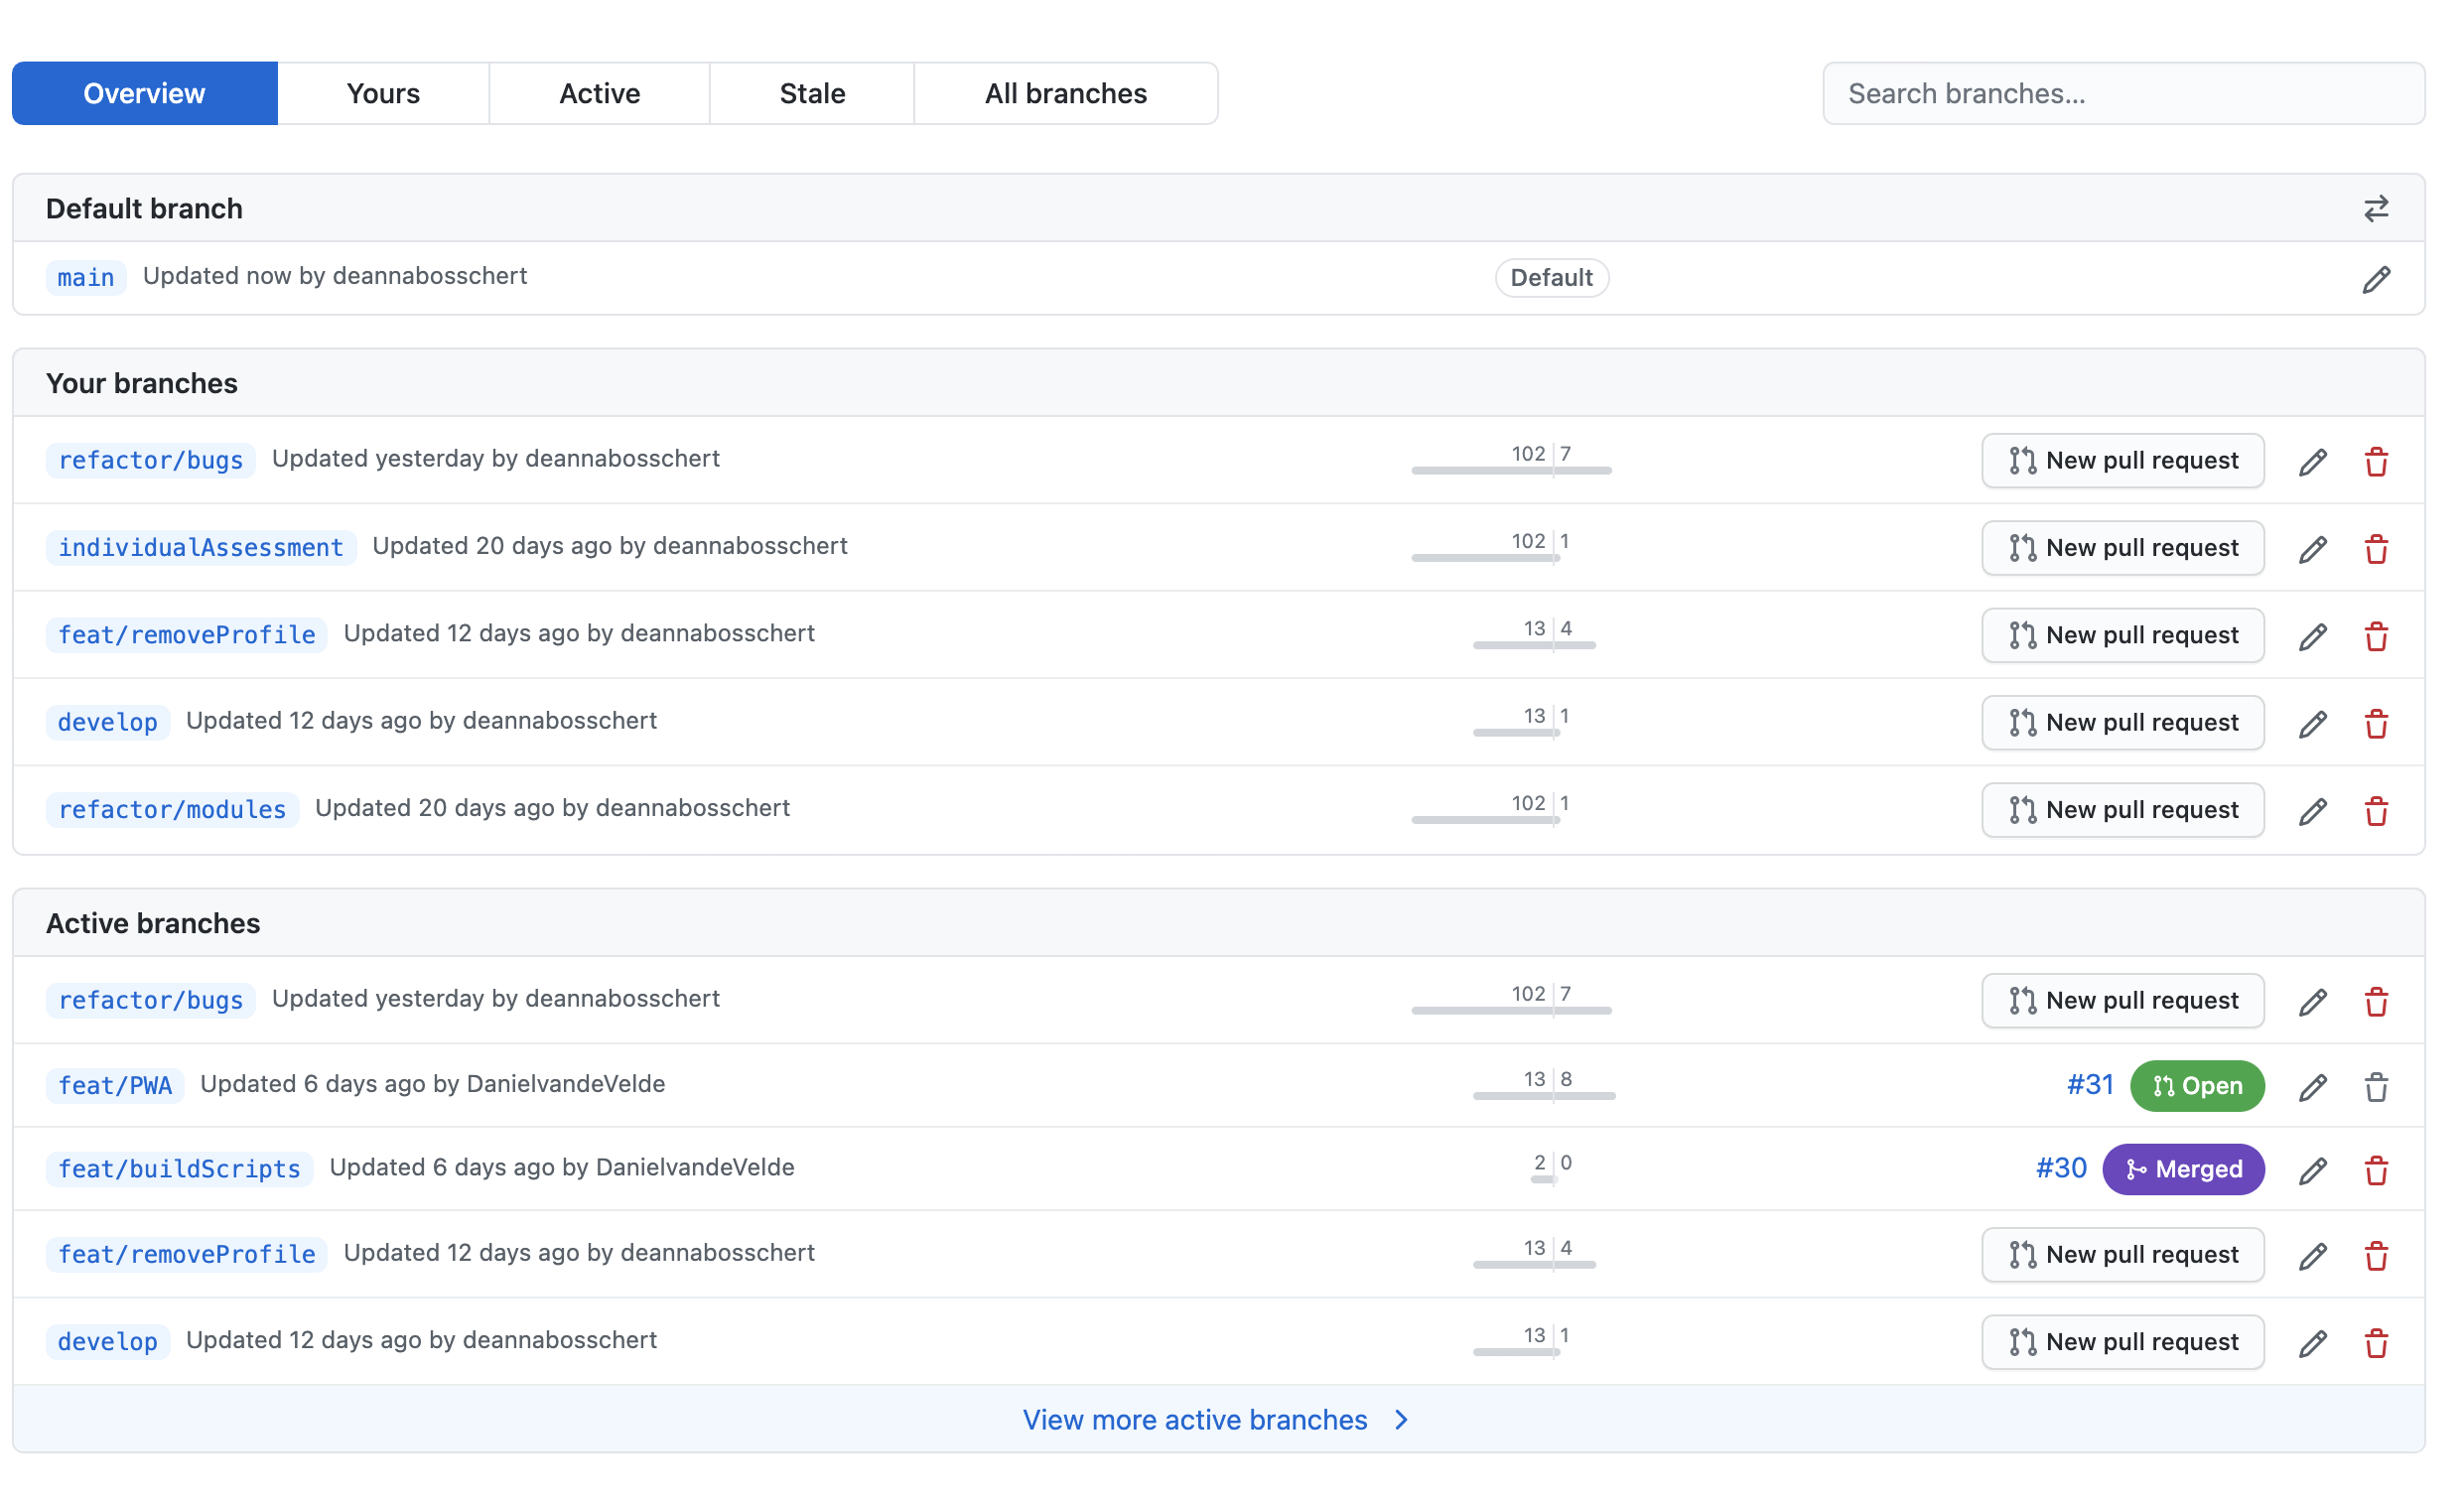 Overview Yours Active Stale All branches Search branches...
Default branch
main Updated now by deannabosschert Default
Your branches
refactor/bugs Updated yesterday by deannabosschert 102 7 New pull request
individualAssessment Updated 20 days ago by deannabosschert 102 1 New pull request
feat/removeProfile Updated 12 days ago by deannabosschert 13 4 New pull request
develop Updated 12 days ago by deannabosschert 13 1 New pull request
refactor/modules Updated 20 days ago by deannabosschert 102 1 New pull request
Active branches
refactor/bugs Updated yesterday by deannabosschert 102 7 New pull request
feat/PWA Updated 6 days ago by DanielvandeVelde 13 8 #31 Open
feat/buildScripts Updated 6 days ago by DanielvandeVelde 2 0 #30 Merged
feat/removeProfile Updated 12 days ago by deannabosschert 13 4 New pull request
develop Updated 12 days ago by deannabosschert 13 1 New pull request
View more active branches